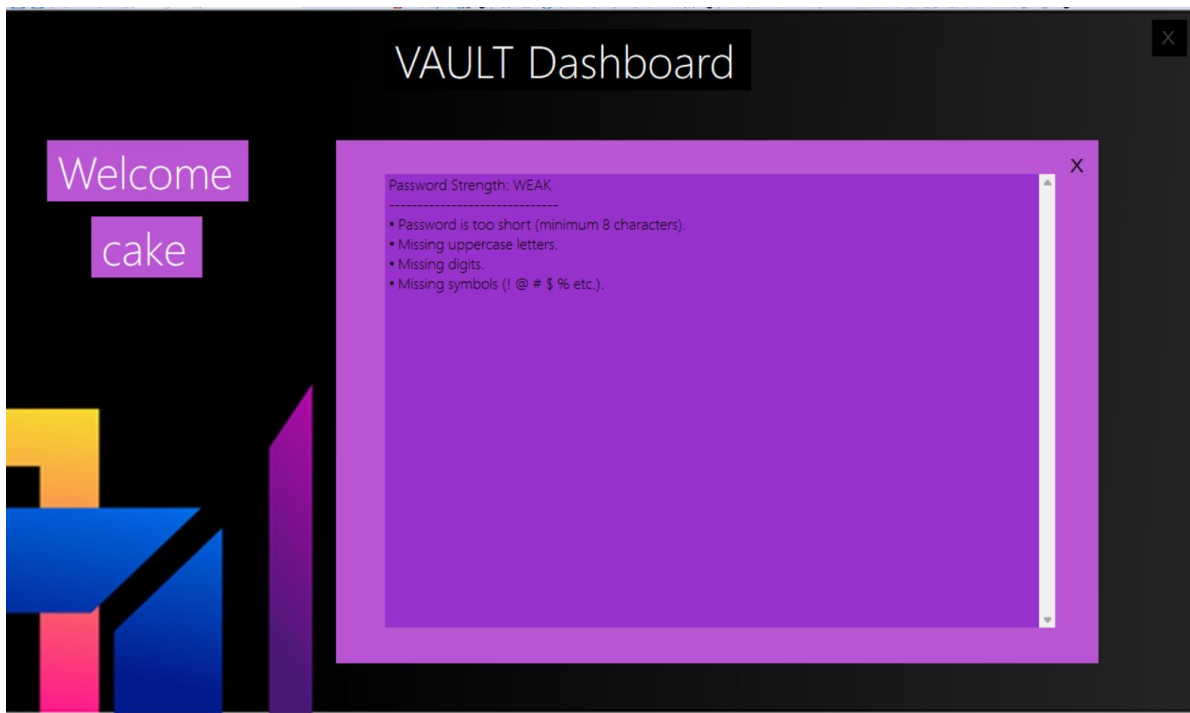 VAULT Dashboard
X
Welcome
cake
X
Password Strength: WEAK
-------------------------------
• Password is too short (minimum 8 characters).
• Missing uppercase letters.
• Missing digits.
• Missing symbols (! @ # $ % etc.).